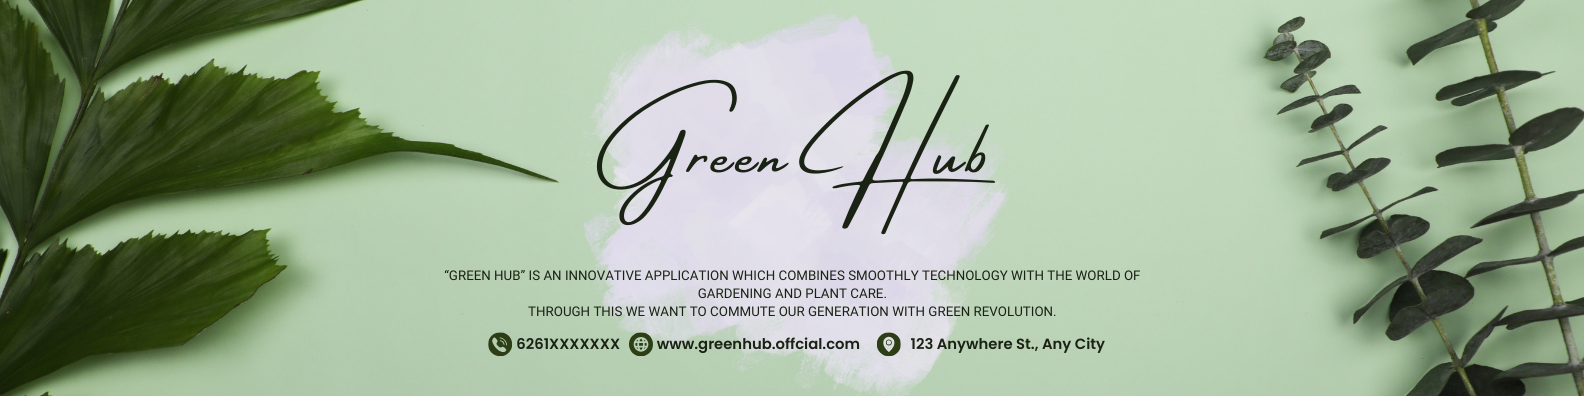 Green Hub
“GREEN HUB” IS AN INNOVATIVE APPLICATION WHICH COMBINES SMOOTHLY TECHNOLOGY WITH THE WORLD OF
GARDENING AND PLANT CARE.
THROUGH THIS WE WANT TO COMMUTE OUR GENERATION WITH GREEN REVOLUTION.
6261XXXXXXX www.greenhub.offcial.com 123 Anywhere St., Any City